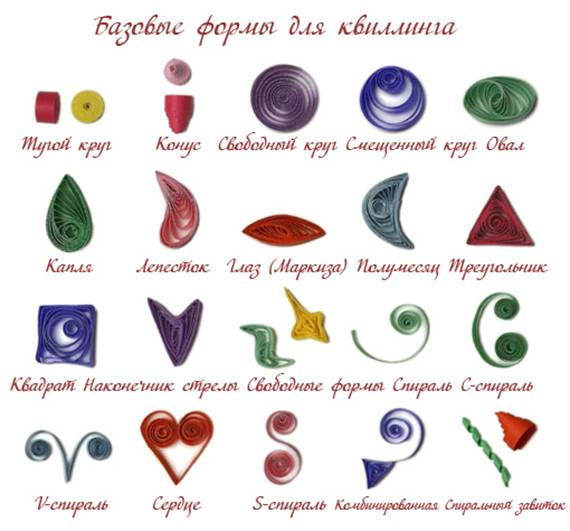 Базовые формы для квиллинга
Тугой круг Конус Свободный круг Смещенный круг Овал
Капля Лепесток Глаз (Маркиза) Полумесяц Треугольник
Квадрат Наконечник стрелы Свободные формы Спираль С-спираль
V-спираль Сердце S-спираль Комбинированная Спиральный завиток